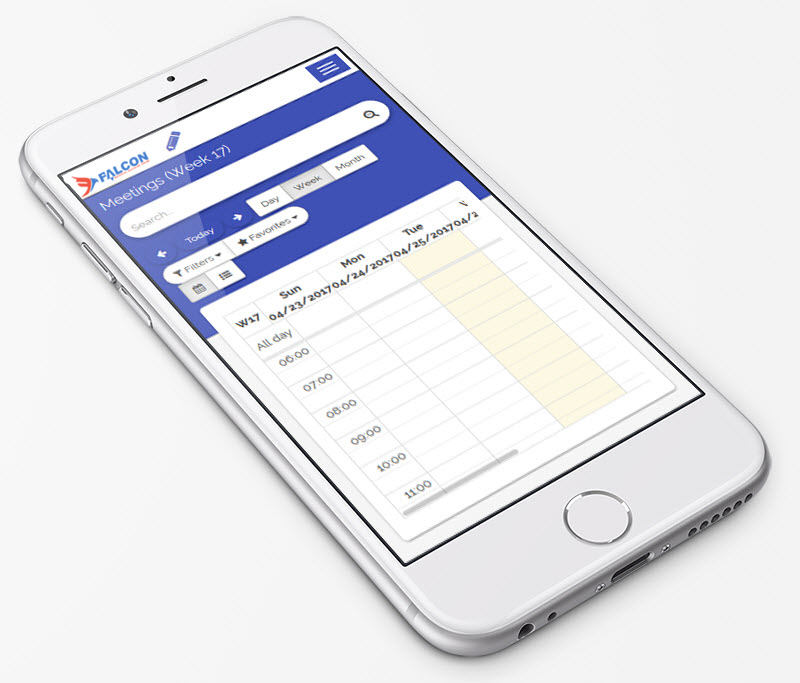 FALCON
Meetings (Week 17)
Search...
Today
Day Week Month
Filters Favorites
W17 Sun 04/23/2017 Mon 04/24/2017 Tue 04/25/2017 04/2
All day
06:00
07:00
08:00
09:00
10:00
11:00